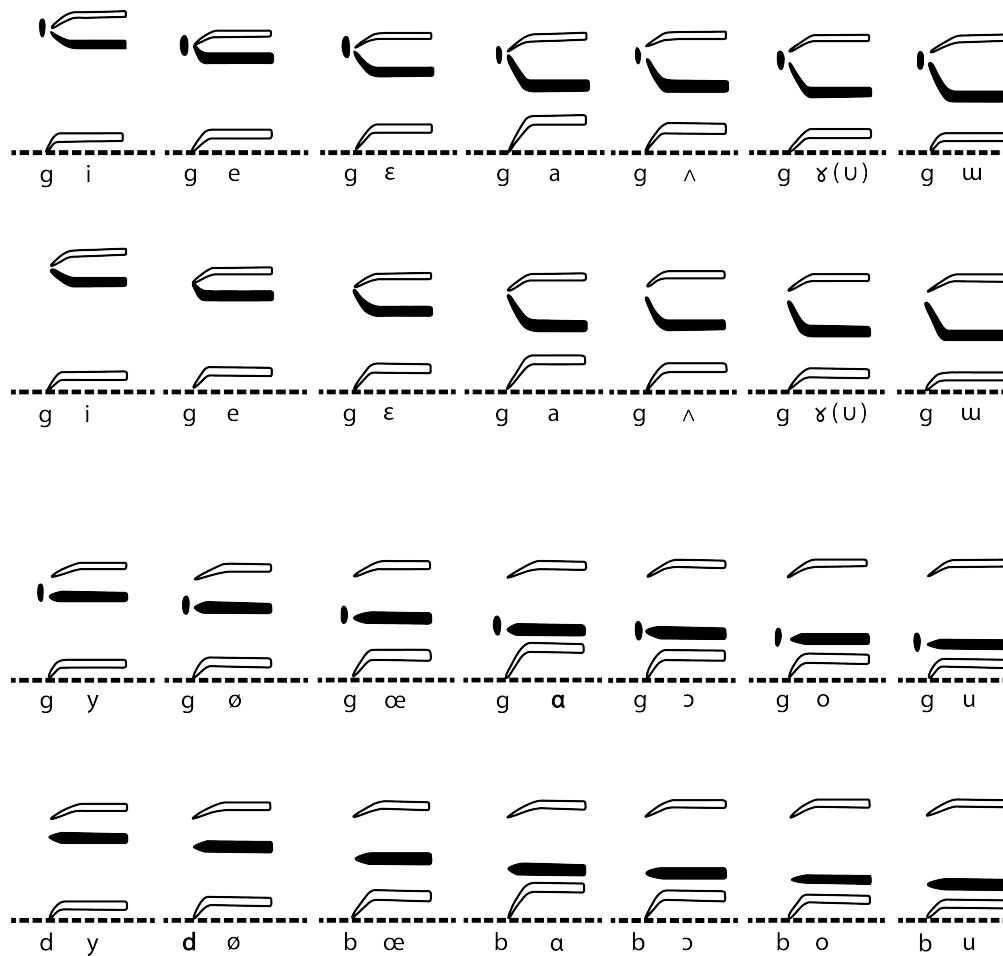 g i g e g ɛ g a g ʌ g ɤ(ʊ) g ɯ
g i g e g ɛ g a g ʌ g ɤ(ʊ) g ɯ
g y g ø g œ g ɑ g ɔ g o g u
d y d ø b œ b ɑ b ɔ b o b u